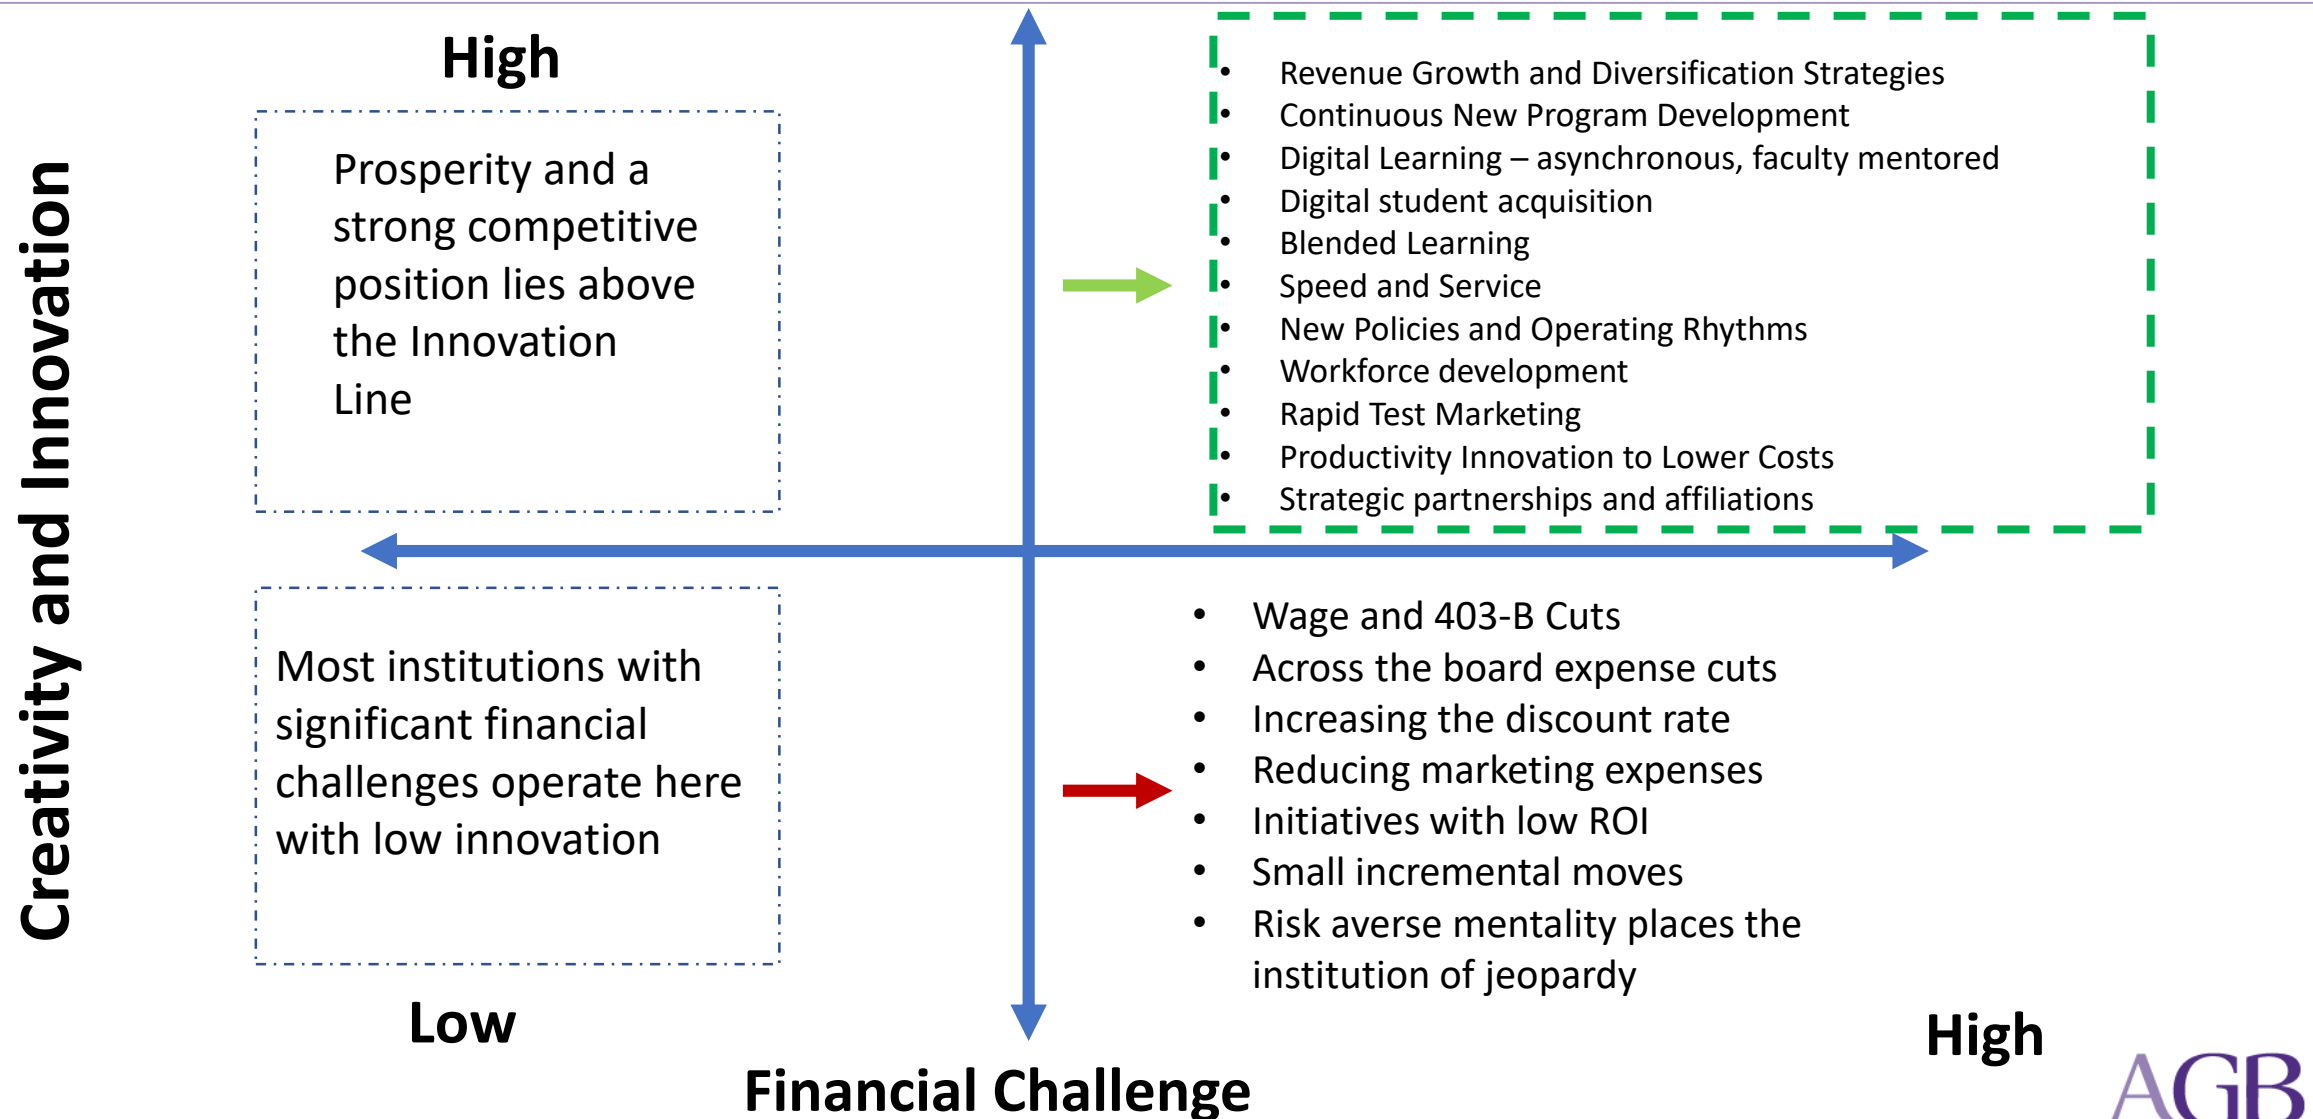 High
Creativity and Innovation
Prosperity and a
strong competitive
position lies above
the Innovation
Line
• Revenue Growth and Diversification Strategies
• Continuous New Program Development
• Digital Learning – asynchronous, faculty mentored
• Digital student acquisition
• Blended Learning
• Speed and Service
• New Policies and Operating Rhythms
• Workforce development
• Rapid Test Marketing
• Productivity Innovation to Lower Costs
• Strategic partnerships and affiliations
Most institutions with
significant financial
challenges operate here
with low innovation
• Wage and 403-B Cuts
• Across the board expense cuts
• Increasing the discount rate
• Reducing marketing expenses
• Initiatives with low ROI
• Small incremental moves
• Risk averse mentality places the
institution of jeopardy
Low
High
Financial Challenge
AGB